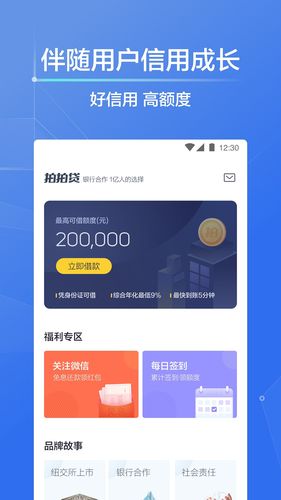 伴随用户信用成长
好信用 高额度
12:30
拍拍贷 银行合作 1亿人的选择
最高可借额度(元)
200,000
立即借款
凭身份证可借 综合年化最低9% 最快到账5分钟
福利专区
关注微信
免息还款领红包
每日签到
累计签到领额度
品牌故事
纽交所上市 银行合作 社会责任